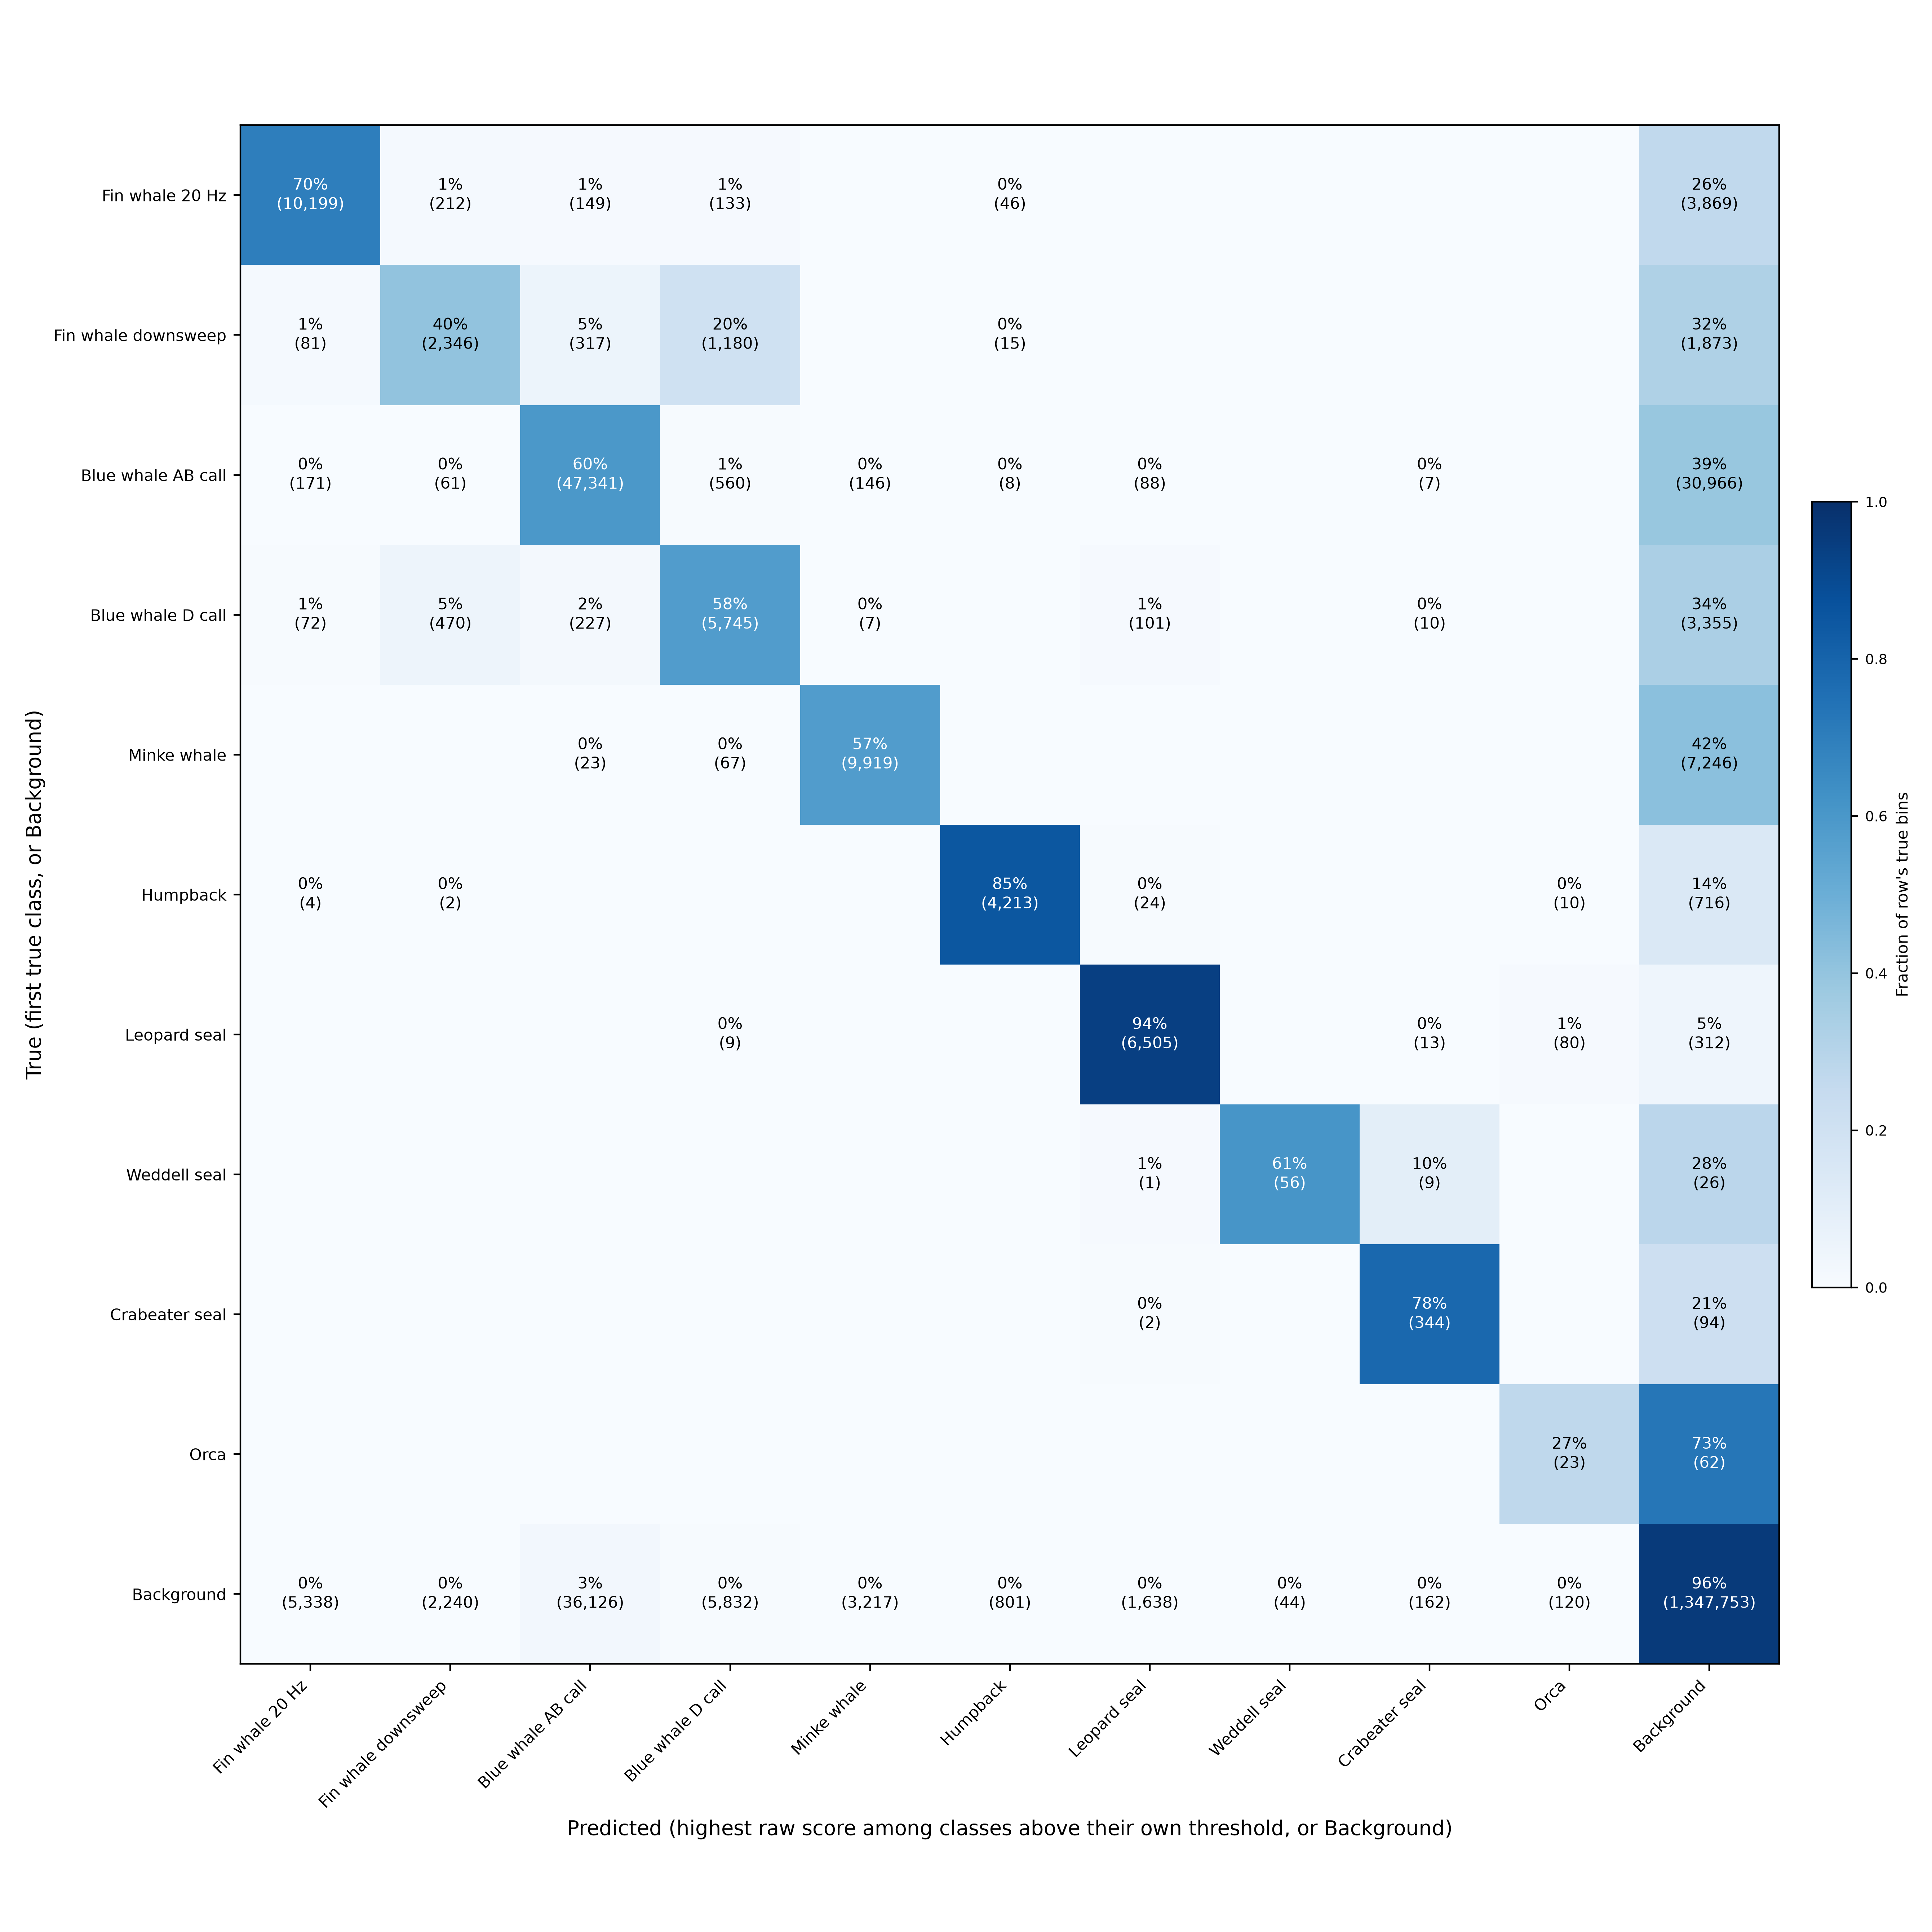 Fin whale 20 Hz
70% 1% 1% 1% 0% 26%
(10,199) (212) (149) (133) (46) (3,869)
Fin whale downsweep
1% 40% 5% 20% 0% 32%
(81) (2,346) (317) (1,180) (15) (1,873)
Blue whale AB call
0% 0% 60% 1% 0% 0% 0% 0% 39%
(171) (61) (47,341) (560) (146) (8) (88) (7) (30,966)
Blue whale D call
1% 5% 2% 58% 0% 1% 0% 34%
(72) (470) (227) (5,745) (7) (101) (10) (3,355)
Minke whale
0% 0% 57% 42%
(23) (67) (9,919) (7,246)
Humpback
0% 0% 85% 0% 0% 14%
(4) (2) (4,213) (24) (10) (716)
Leopard seal
0% 94% 0% 1% 5%
(9) (6,505) (13) (80) (312)
Weddell seal
1% 61% 10% 28%
(1) (56) (9) (26)
Crabeater seal
0% 78% 21%
(2) (344) (94)
Orca
27% 73%
(23) (62)
Background
0% 0% 3% 0% 0% 0% 0% 0% 0% 0% 96%
(5,338) (2,240) (36,126) (5,832) (3,217) (801) (1,638) (44) (162) (120) (1,347,753)
Fin whale 20 Hz
Fin whale downsweep
Blue whale AB call
Blue whale D call
Minke whale
Humpback
Leopard seal
Weddell seal
Crabeater seal
Orca
Background
Predicted (highest raw score among classes above their own threshold, or Background)
True (first true class, or Background)
1.0
0.8
0.6
0.4
0.2
0.0
Fraction of row's true bins